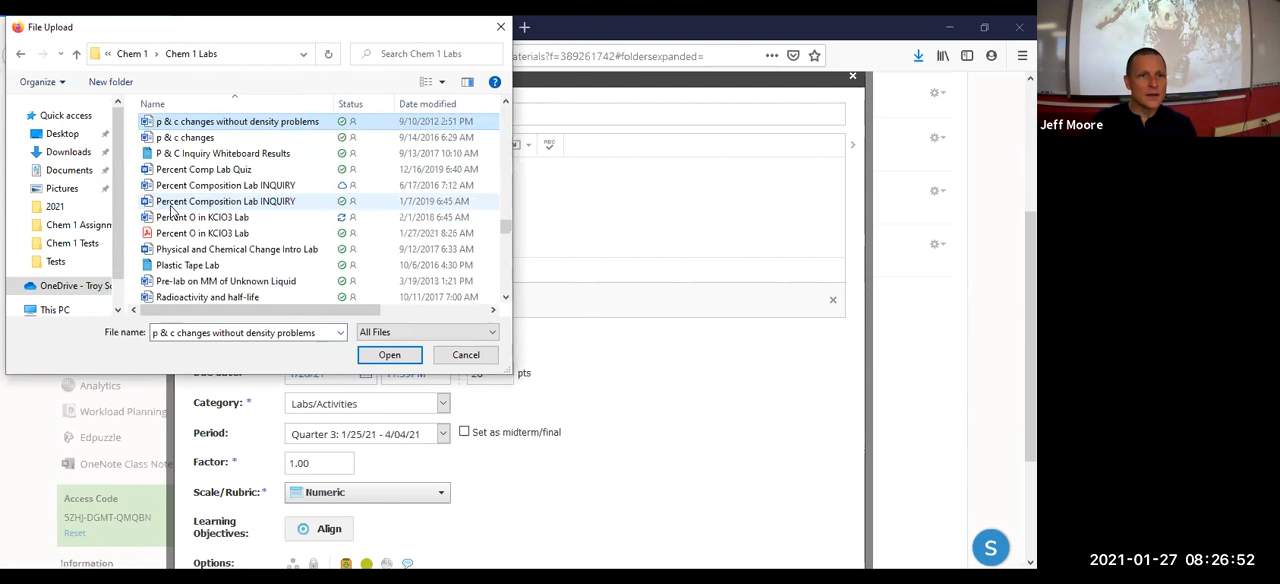 File Upload
Chem 1 > Chem 1 Labs
Search Chem 1 Labs
Organize
New folder
Name Status Date modified
p & c changes without density problems 9/10/2012 2:51 PM
p & c changes 9/14/2016 6:29 AM
P & C Inquiry Whiteboard Results 9/13/2017 10:10 AM
Percent Comp Lab Quiz 12/16/2019 6:40 AM
Percent Composition Lab INQUIRY 6/17/2016 7:12 AM
Percent Composition Lab INQUIRY 1/7/2019 6:45 AM
Percent O in KClO3 Lab 2/1/2018 6:45 AM
Percent O in KClO3 Lab 1/27/2021 8:26 AM
Physical and Chemical Change Intro Lab 9/12/2017 6:33 AM
Plastic Tape Lab 10/6/2016 4:30 PM
Pre-lab on MM of Unknown Liquid 3/19/2013 1:21 PM
Radioactivity and half-life 10/11/2017 7:00 AM
Quick access
Desktop
Downloads
Documents
Pictures
2021
Chem 1 Assignn
Chem 1 Tests
Tests
OneDrive - Troy Sc
This PC
File name: p & c changes without density problems
All Files
Open
Cancel
aterials?f=389261742#foldersexpanded=
ABC
Jeff Moore
pts
Category: * Labs/Activities
Period: Quarter 3: 1/25/21 - 4/04/21
Set as midterm/final
Factor: * 1.00
Scale/Rubric: * Numeric
Learning
Objectives:
Align
Options:
Analytics
Workload Planning
Edpuzzle
OneNote Class Note
Access Code
5ZHJ-DGMT-QMQBN
Reset
Information
S
2021-01-27 08:26:52